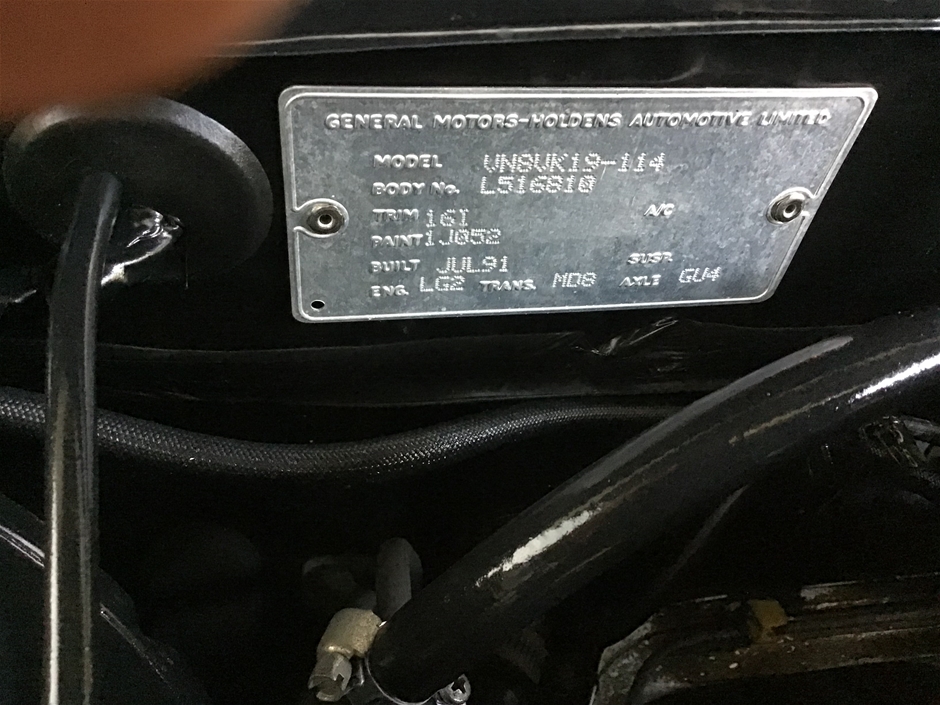 GENERAL MOTORS-HOLDENS AUTOMOTIVE LIMITED
MODEL VN8VK19-114
BODY No. L516810
TRIM 16I A/C
PAINT 1J052
BUILT JUL91 SUSP.
ENG. LG2 TRANS. MD8 AXLE GU4